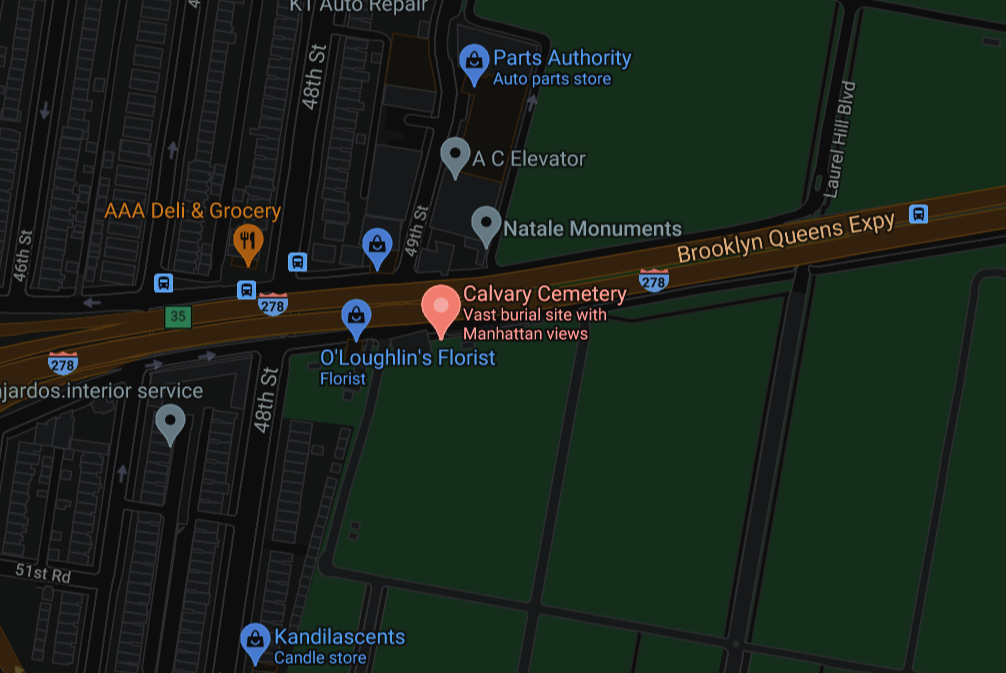 KT Auto Repair
48th St
Parts Authority
Auto parts store
Laurel Hill Blvd
A C Elevator
AAA Deli & Grocery
49th St
Natale Monuments
46th St
Brooklyn Queens Expy
278
278
35
Calvary Cemetery
Vast burial site with
Manhattan views
278
O'Loughlin's Florist
Florist
jardos.interior service
48th St
51st Rd
Kandilascents
Candle store